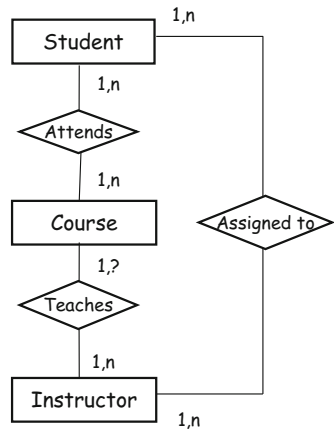 1,n
Student
1,n
Attends
1,n
Course
Assigned to
1,?
Teaches
1,n
Instructor
1,n